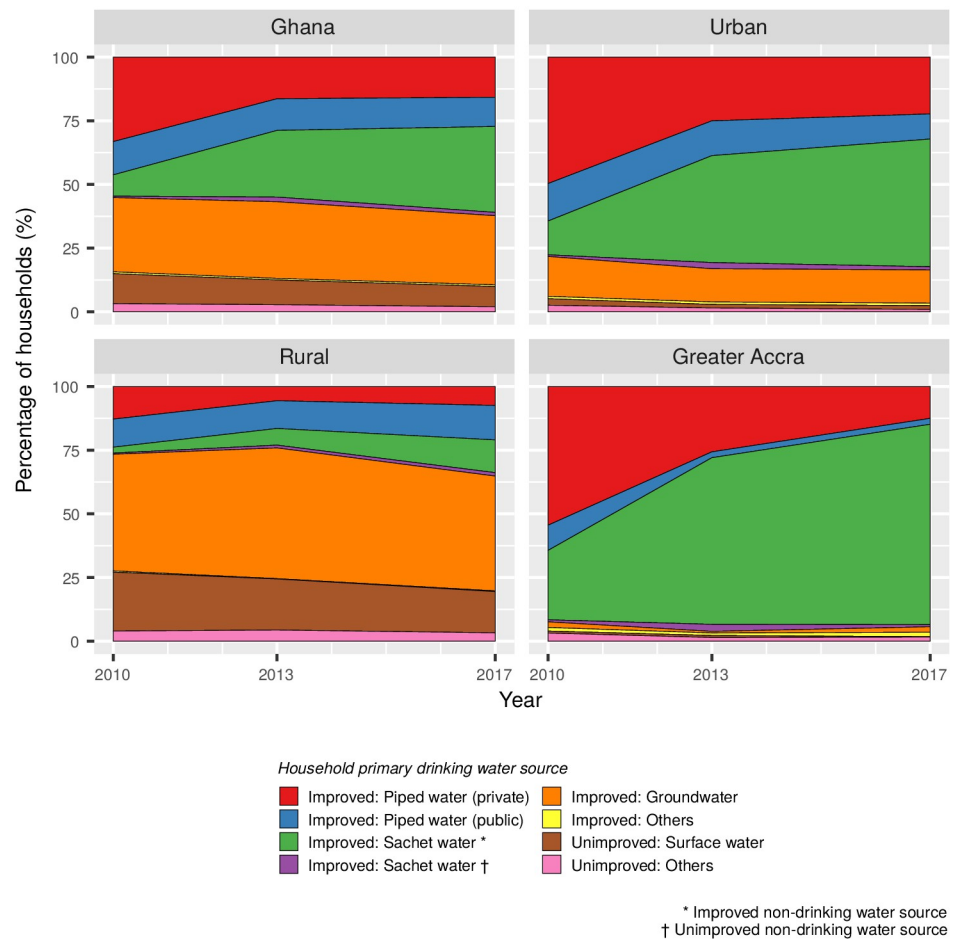 Ghana
Urban
100
75
50
25
0
Percentage of households (%)
Rural
Greater Accra
100
75
50
25
0
2010 2013 2017
2010 2013 2017
Year
Household primary drinking water source
Improved: Piped water (private)
Improved: Piped water (public)
Improved: Sachet water *
Improved: Sachet water †
Improved: Groundwater
Improved: Others
Unimproved: Surface water
Unimproved: Others
* Improved non-drinking water source
† Unimproved non-drinking water source